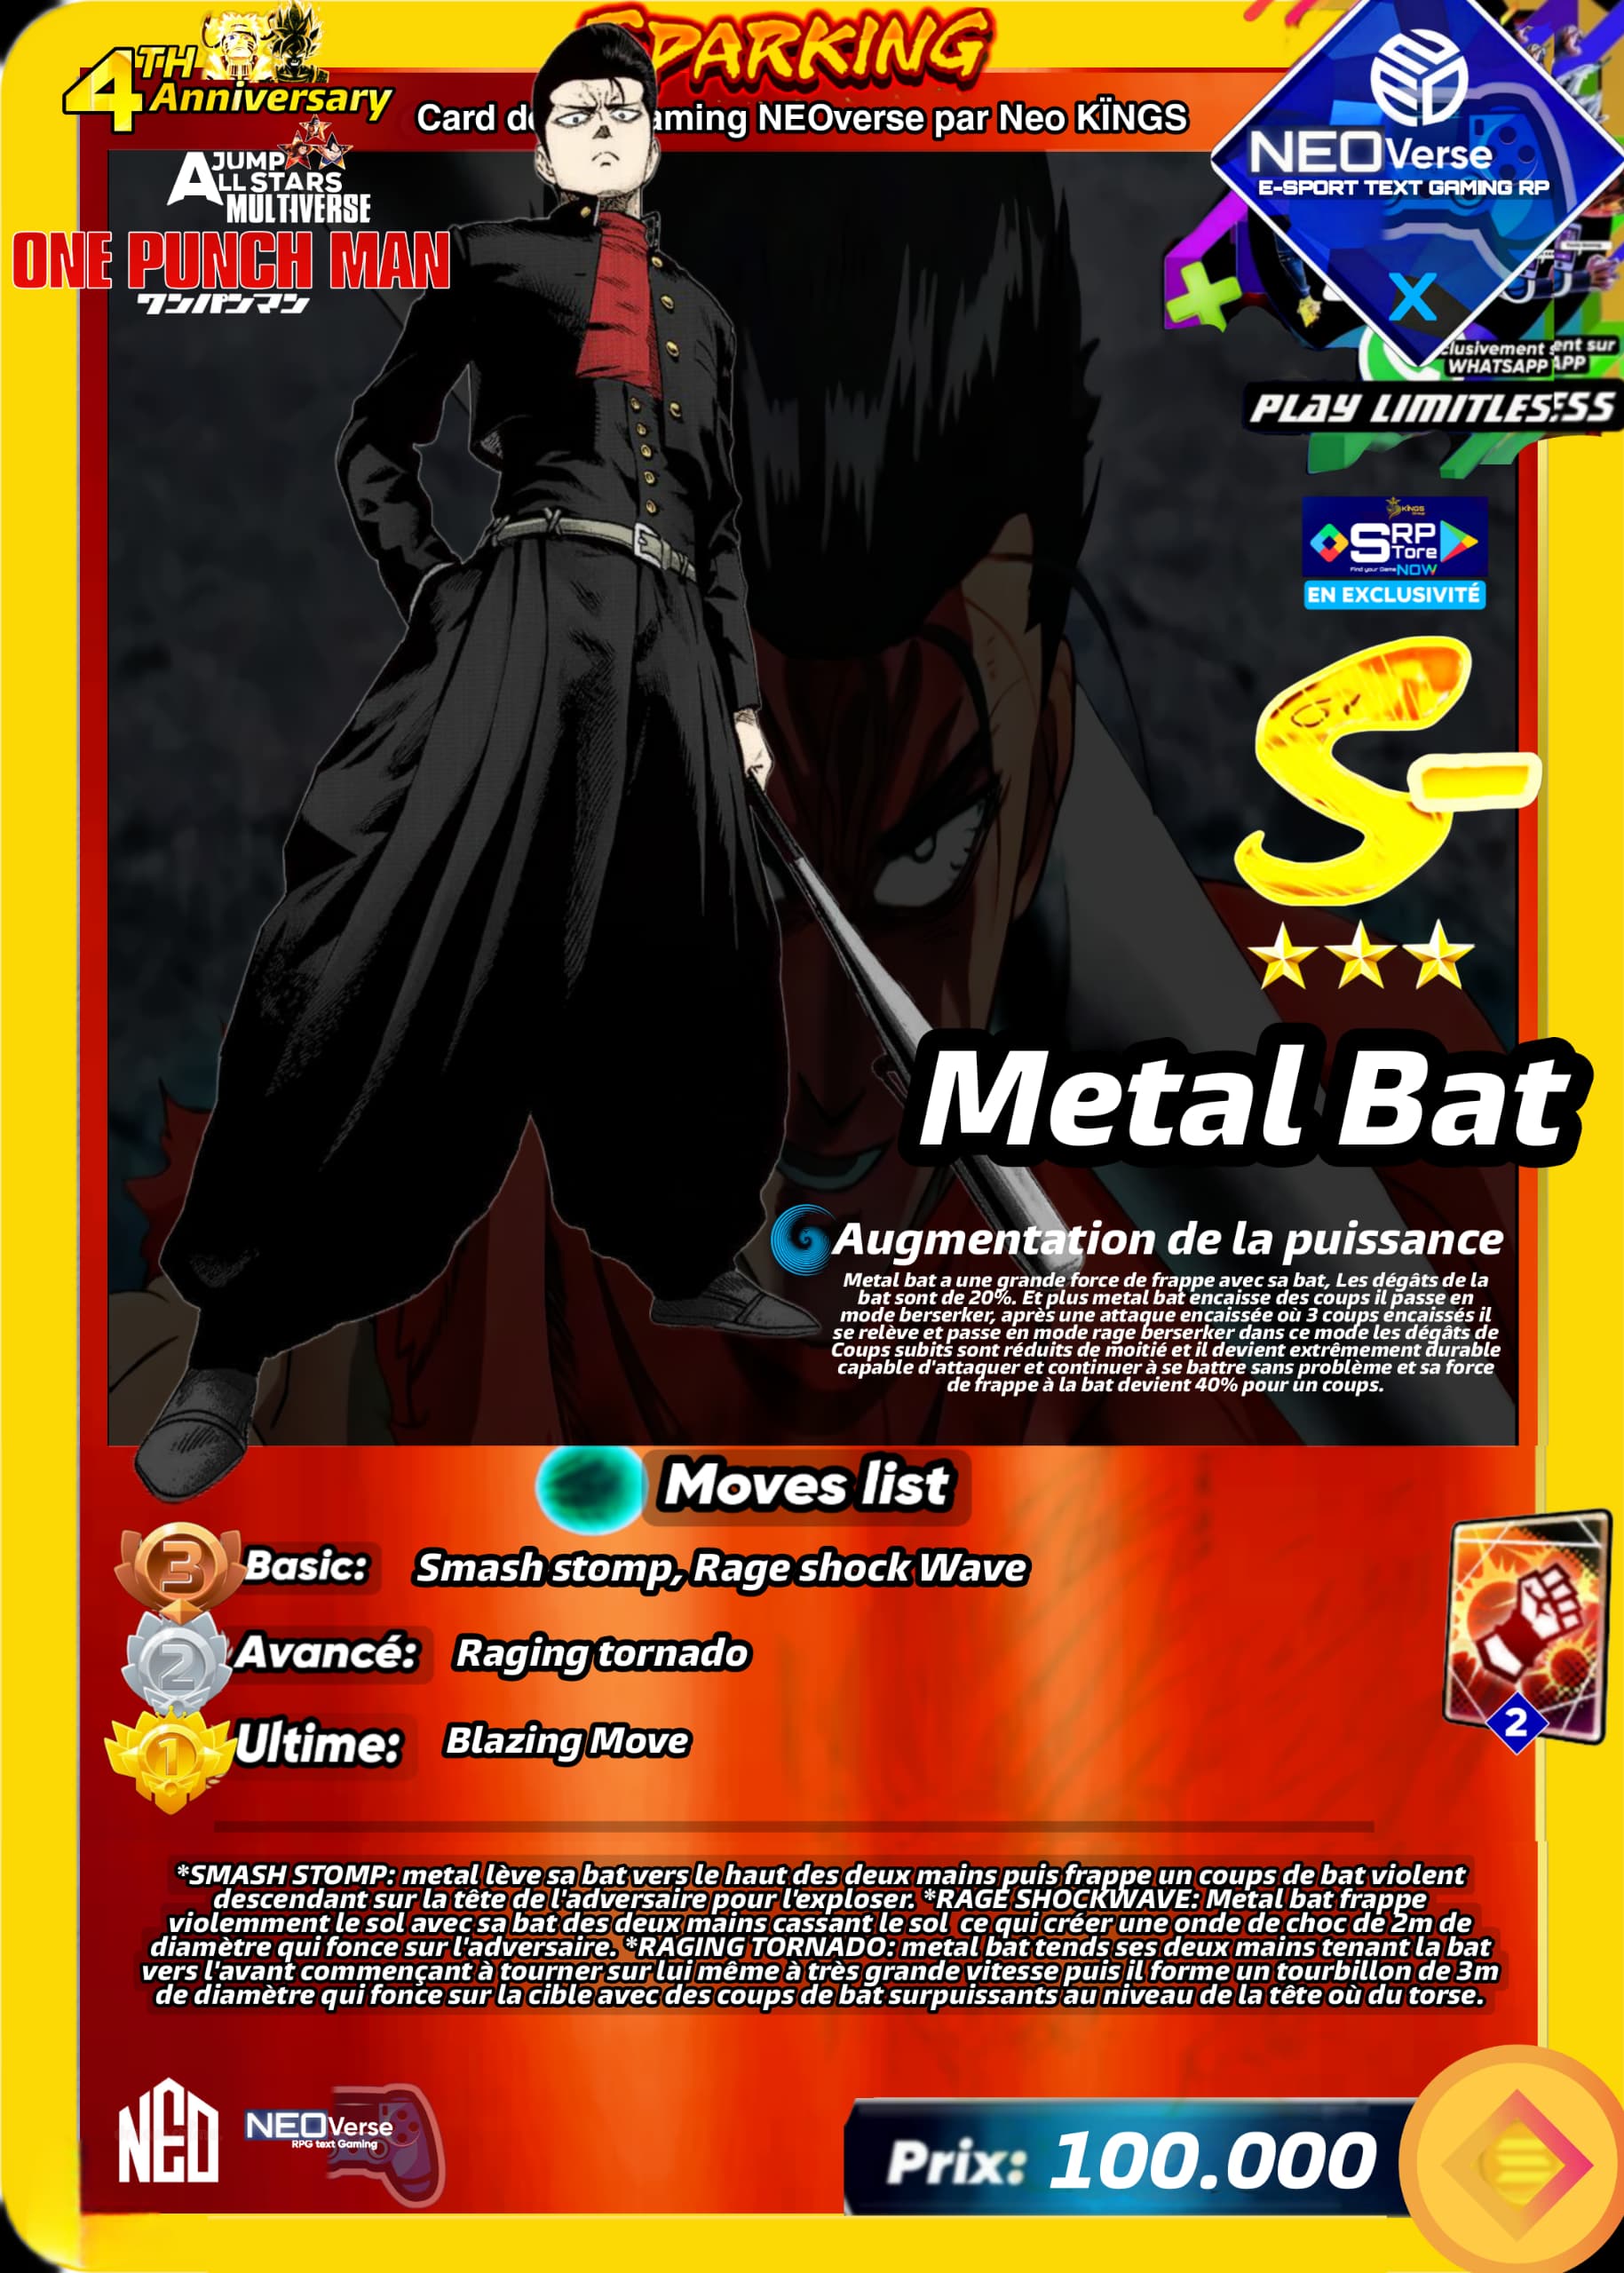 4TH
Anniversary
SPARKING
Card de aming NEOverse par Neo KÏNGS
NEOVerse
E-SPORT TEXT GAMING RP
X
clusivement ent sur
WHATSAPP APP
PLAY LIMITLESS
JUMP
ALL STARS
MULTIVERSE
ONE PUNCH MAN
ワンパンマン
KÏNGS
SRP
Tore
Find your Game NOW
EN EXCLUSIVITÉ
S-
Metal Bat
Augmentation de la puissance
Metal bat a une grande force de frappe avec sa bat, Les dégâts de la
bat sont de 20%. Et plus metal bat encaisse des coups il passe en
mode berserker, après une attaque encaissée où 3 coups encaissés il
se relève et passe en mode rage berserker dans ce mode les dégâts de
Coups subits sont réduits de moitié et il devient extrêmement durable
capable d'attaquer et continuer à se battre sans problème et sa force
de frappe à la bat devient 40% pour un coups.
Moves list
3 Basic: Smash stomp, Rage shock Wave
2 Avancé: Raging tornado
1 Ultime: Blazing Move
2
*SMASH STOMP: metal lève sa bat vers le haut des deux mains puis frappe un coups de bat violent
descendant sur la tête de l'adversaire pour l'exploser. *RAGE SHOCKWAVE: Metal bat frappe
violemment le sol avec sa bat des deux mains cassant le sol ce qui créer une onde de choc de 2m de
diamètre qui fonce sur l'adversaire. *RAGING TORNADO: metal bat tends ses deux mains tenant la bat
vers l'avant commençant à tourner sur lui même à très grande vitesse puis il forme un tourbillon de 3m
de diamètre qui fonce sur la cible avec des coups de bat surpuissants au niveau de la tête où du torse.
NEO
NEOVerse
RPG text Gaming
Prix: 100.000